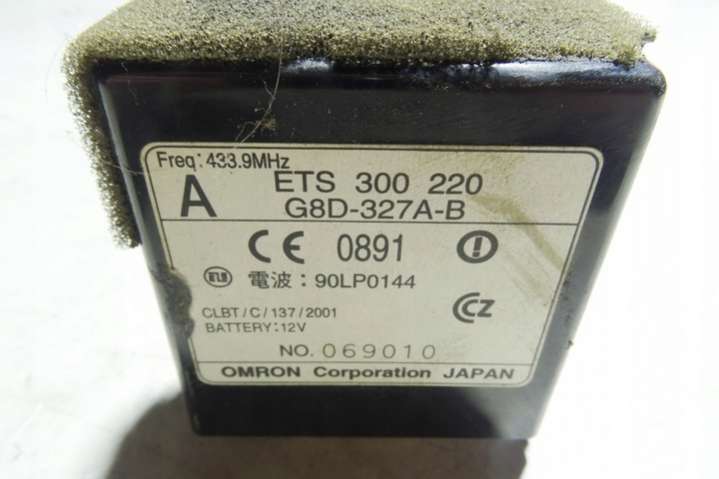 Freq: 433.9MHz
A ETS 300 220
G8D-327A-B
CE 0891
電波：90LP0144
CZ
CLBT/C/137/2001
BATTERY:12V
NO. 069010
OMRON Corporation JAPAN